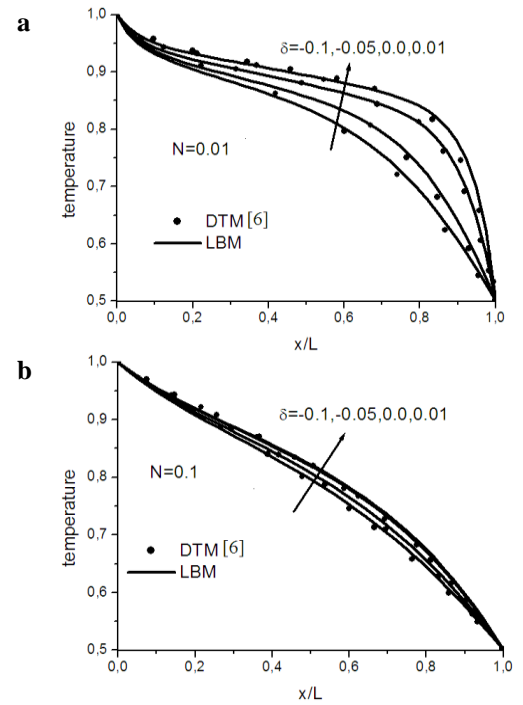 a
1,0
0,9
0,8
0,7
0,6
0,5
temperature
δ=-0.1,-0.05,0.0,0.01
N=0.01
DTM[6]
LBM
0,0 0,2 0,4 0,6 0,8 1,0
x/L
b
1,0
0,9
0,8
0,7
0,6
0,5
temperature
δ=-0.1,-0.05,0.0,0.01
N=0.1
DTM[6]
LBM
0,0 0,2 0,4 0,6 0,8 1,0
x/L